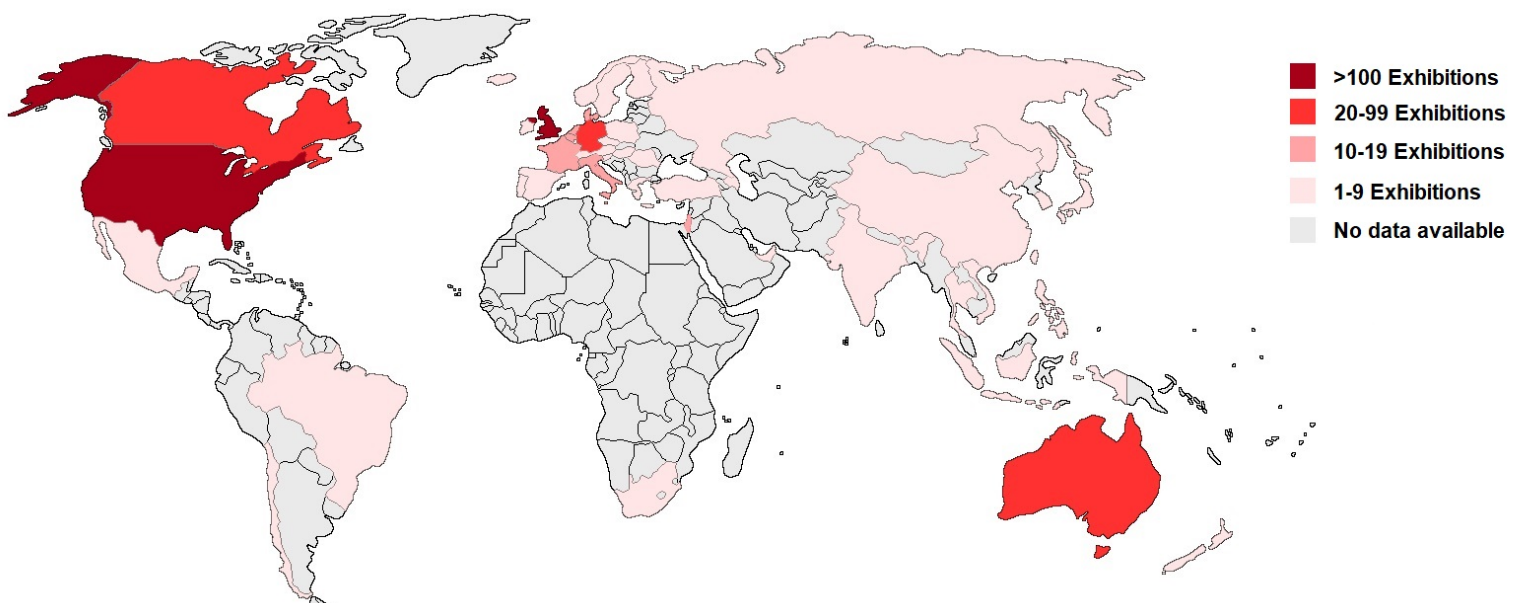 >100 Exhibitions
20-99 Exhibitions
10-19 Exhibitions
1-9 Exhibitions
No data available